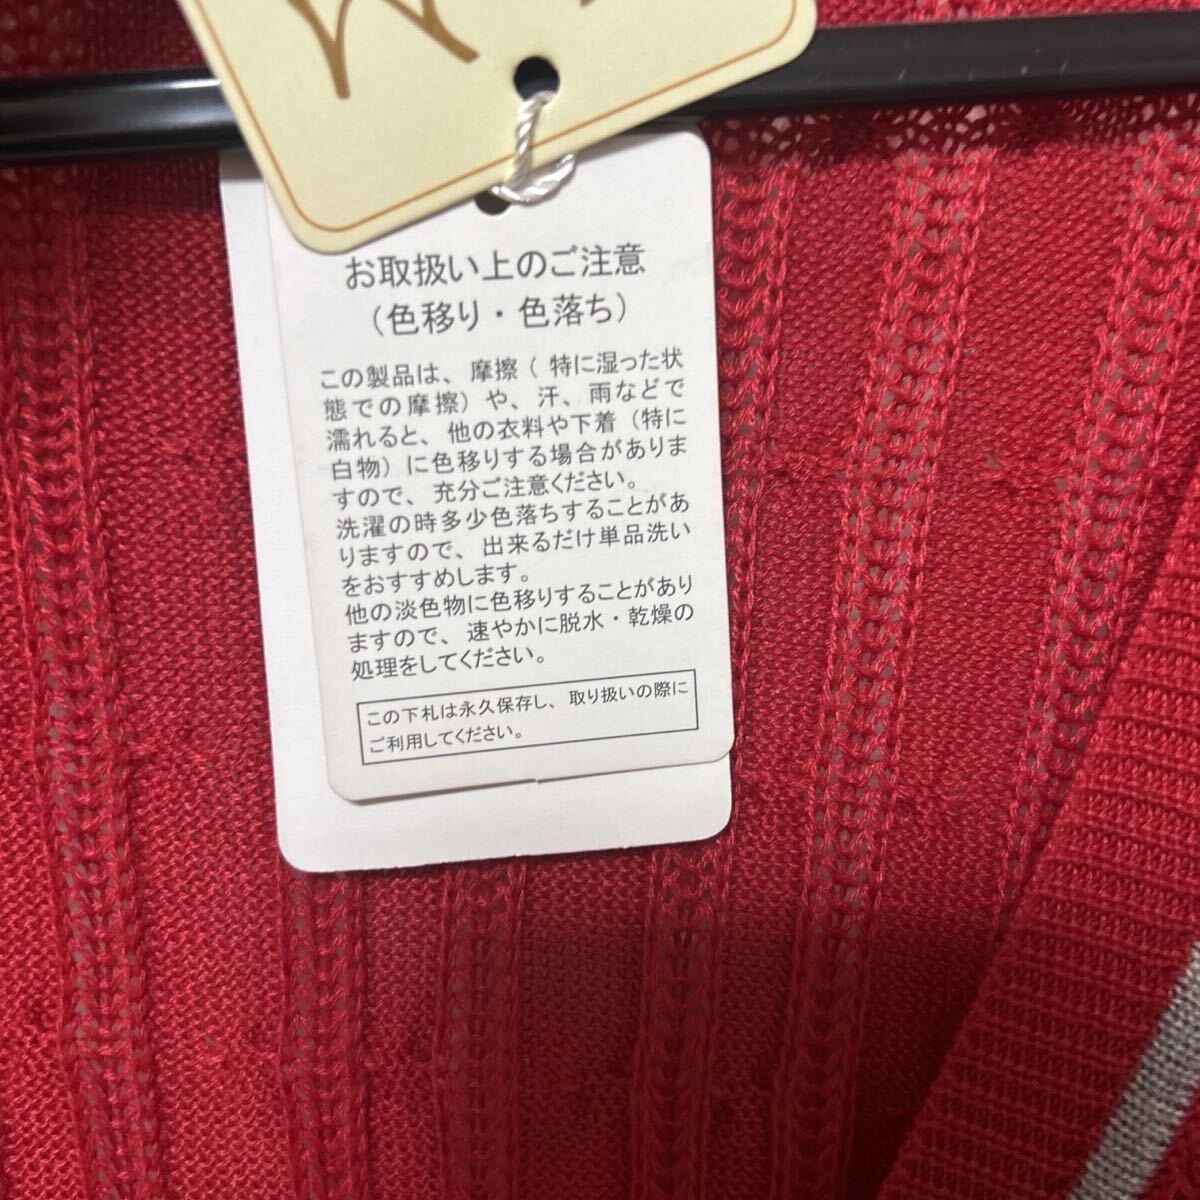 お取扱い上のご注意
（色移り・色落ち）
この製品は、摩擦（ 特に湿った状
態での摩擦）や、汗、雨などで
濡れると、他の衣料や下着（特に
白物）に色移りする場合がありま
すので、充分ご注意ください。
洗濯の時多少色落ちすることがあ
りますので、出来るだけ単品洗い
をおすすめします。
他の淡色物に色移りすることがあり
ますので、速やかに脱水・乾燥の
処理をしてください。
この下札は永久保存し、取り扱いの際に
ご利用してください。